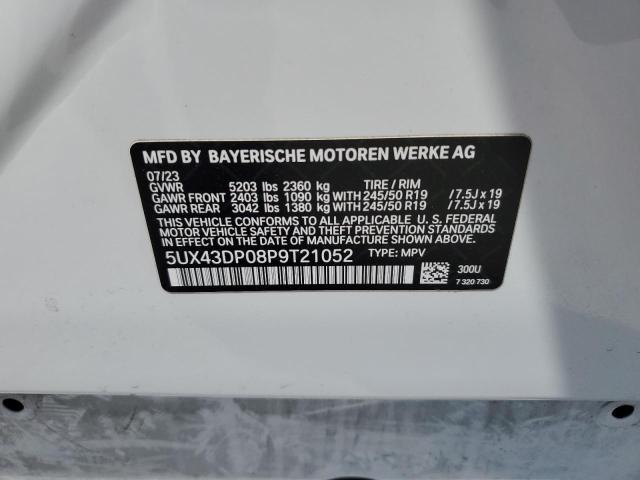 MFD BY BAYERISCHE MOTOREN WERKE AG
07/23
GVWR 5203 lbs 2360 kg TIRE / RIM
GAWR FRONT 2403 lbs 1090 kg WITH 245/50 R19 / 7.5J x 19
GAWR REAR 3042 lbs 1380 kg WITH 245/50 R19 / 7.5J x 19
THIS VEHICLE CONFORMS TO ALL APPLICABLE U. S. FEDERAL
MOTOR VEHICLE SAFETY AND THEFT PREVENTION STANDARDS
IN EFFECT ON THE DATE OF MANUFACTURE SHOWN ABOVE.
5UX43DP08P9T21052 TYPE: MPV
300U
7 320 730